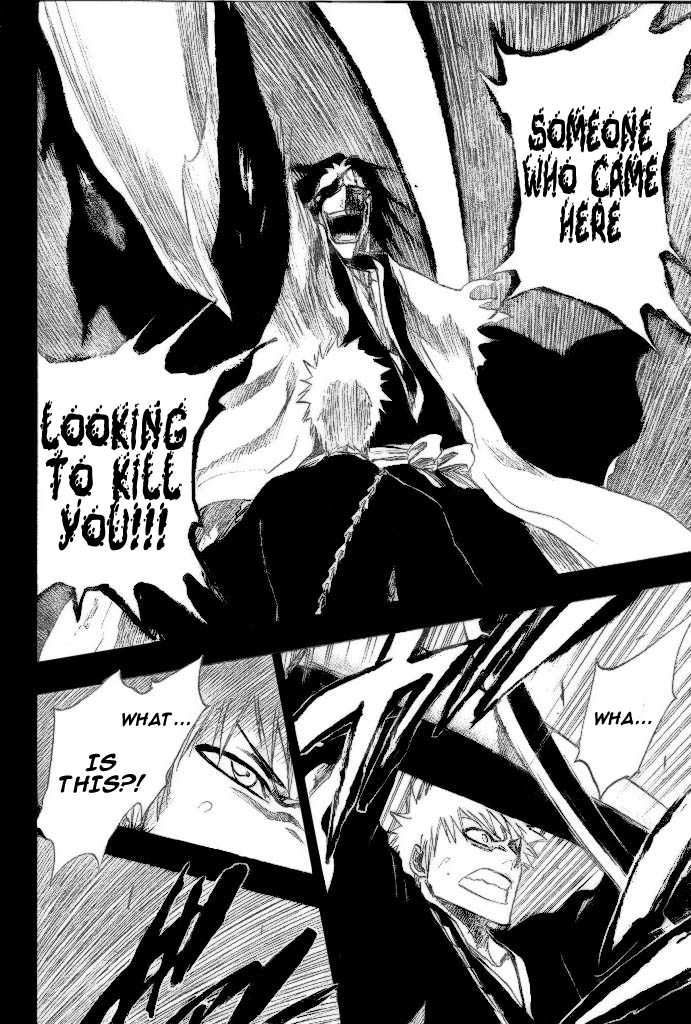 SOMEONE
WHO CAME
HERE
LOOKING
TO KILL
YOU!!!
WHA...
WHAT...
IS
THIS?!